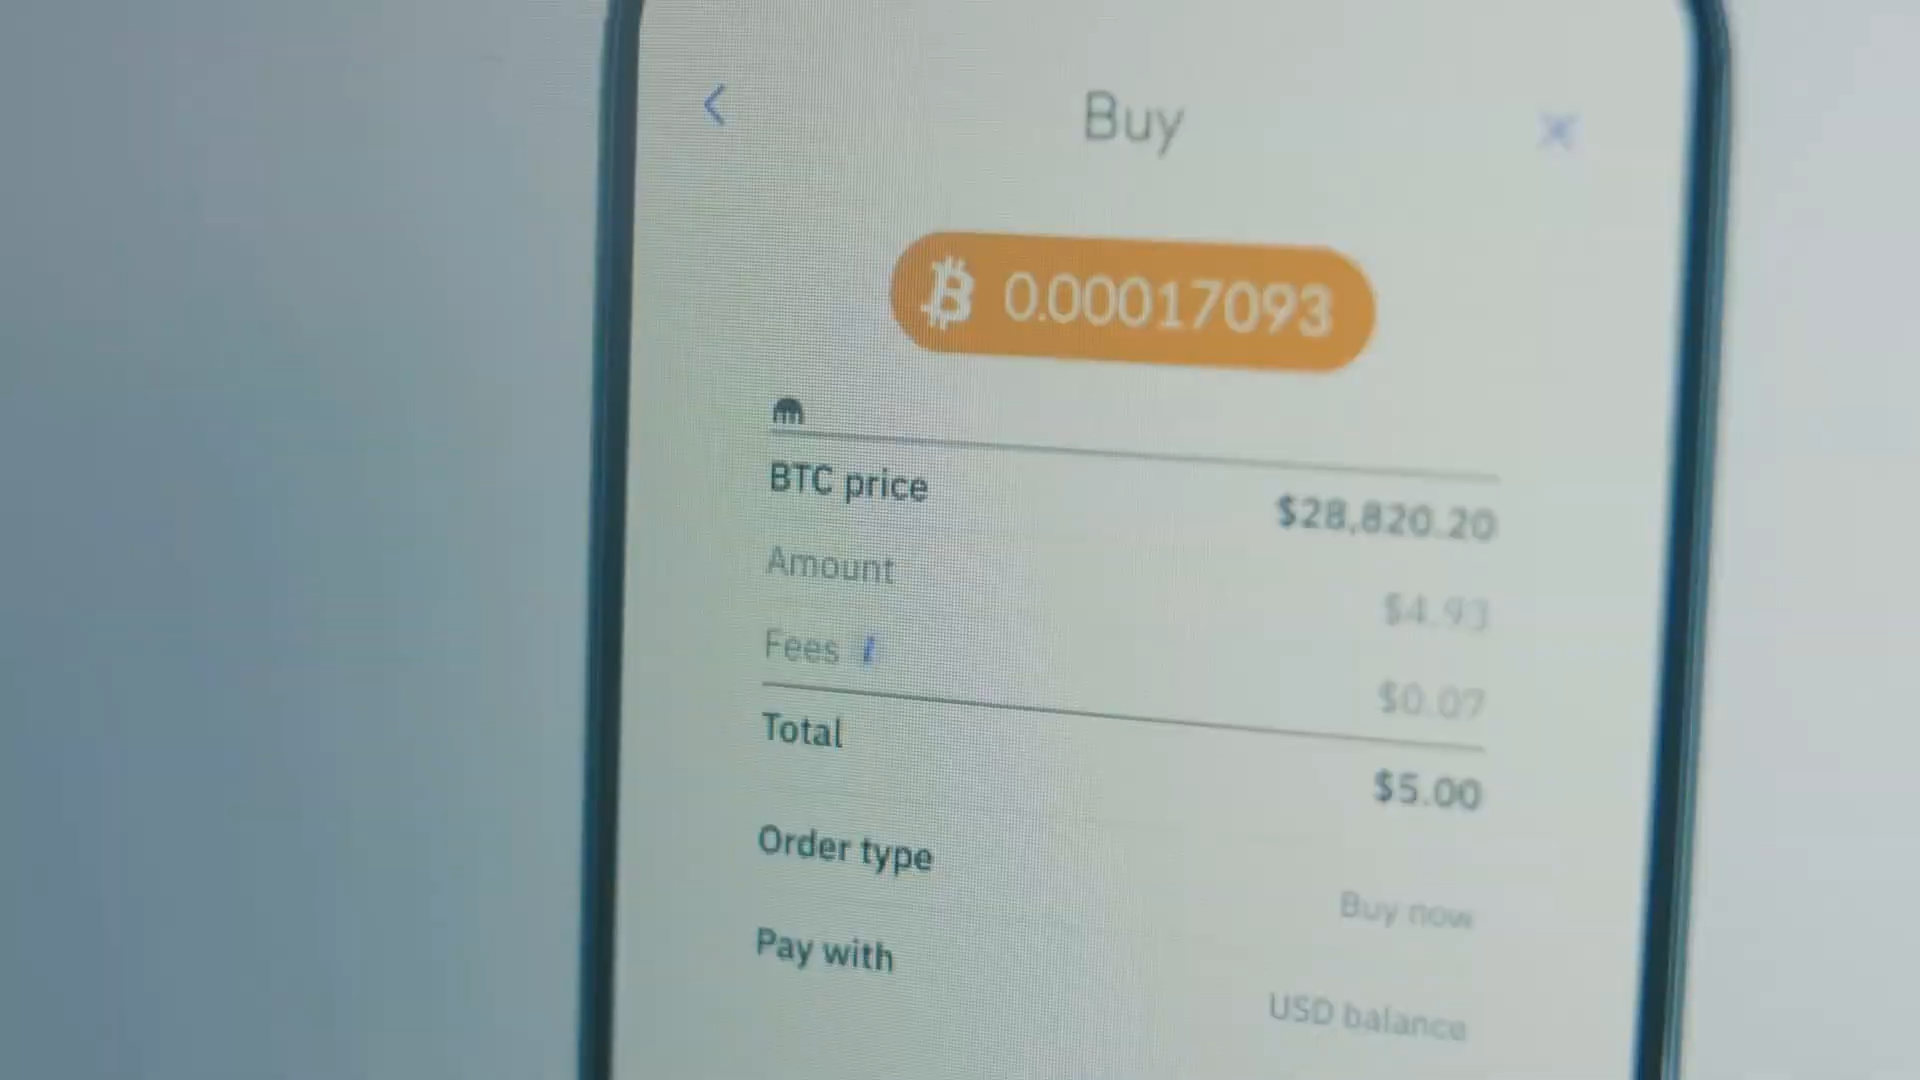 Buy
0.00017093
BTC price $28,820.20
Amount $4.93
Fees i $0.07
Total $5.00
Order type Buy now
Pay with USD balance